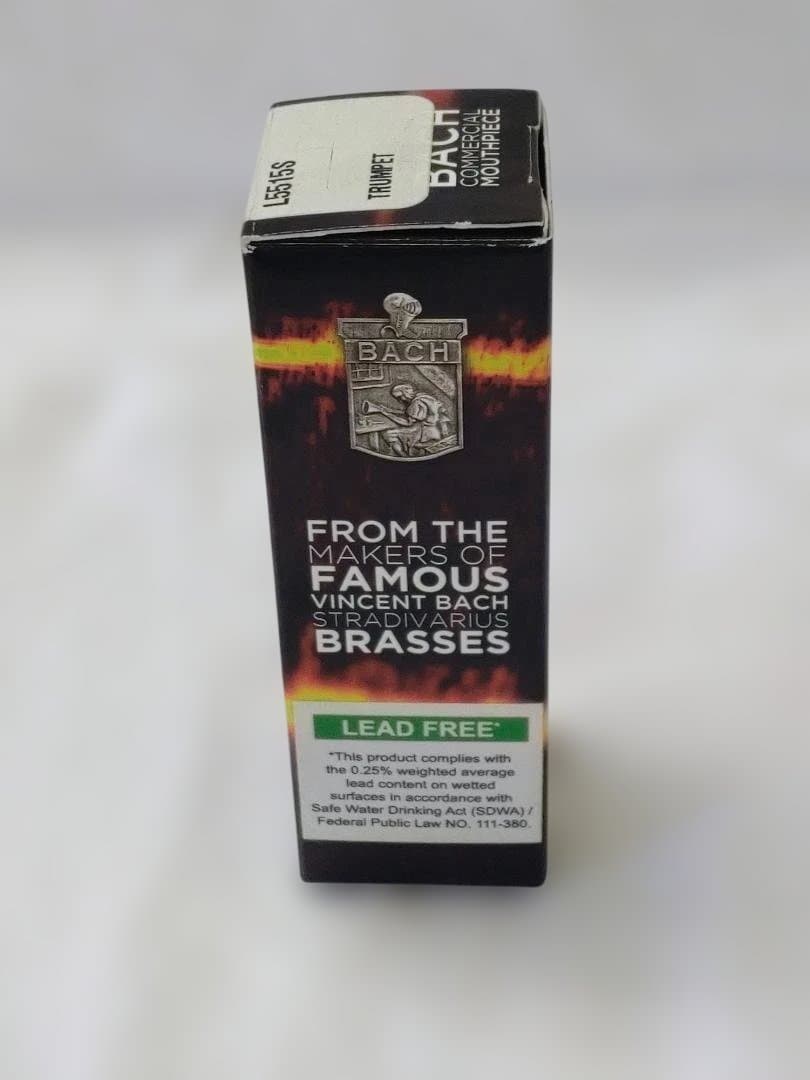 L5515S
TRUMPET
BACH
COMMERCIAL
MOUTHPIECE
BACH
FROM THE
MAKERS OF
FAMOUS
VINCENT BACH
STRADIVARIUS
BRASSES
LEAD FREE*
*This product complies with
the 0.25% weighted average
lead content on wetted
surfaces in accordance with
Safe Water Drinking Act (SDWA) /
Federal Public Law NO. 111-380.